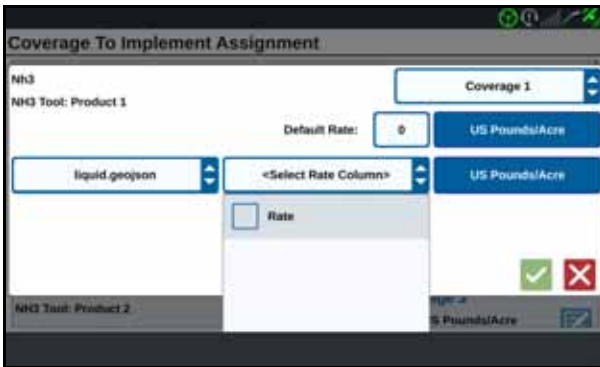 Coverage To Implement Assignment
Nh3
Coverage 1
NH3 Tool: Product 1
Default Rate: 0 US Pounds/Acre
liquid.geojson <Select Rate Column> US Pounds/Acre
Rate
NH3 Tool: Product 2
US Pounds/Acre